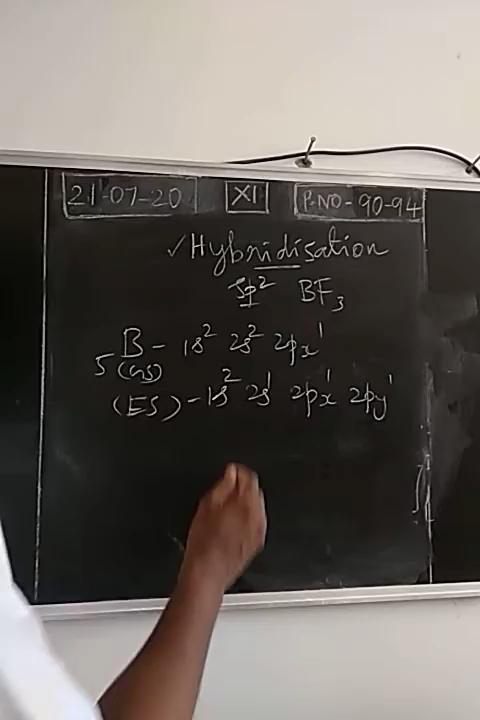 21-07-20 XI P.NO-90-94
✓Hybridisation
sp² BF₃
₅B - 1s² 2s² 2px¹
(GS)
(ES) - 1s² 2s¹ 2px¹ 2py¹